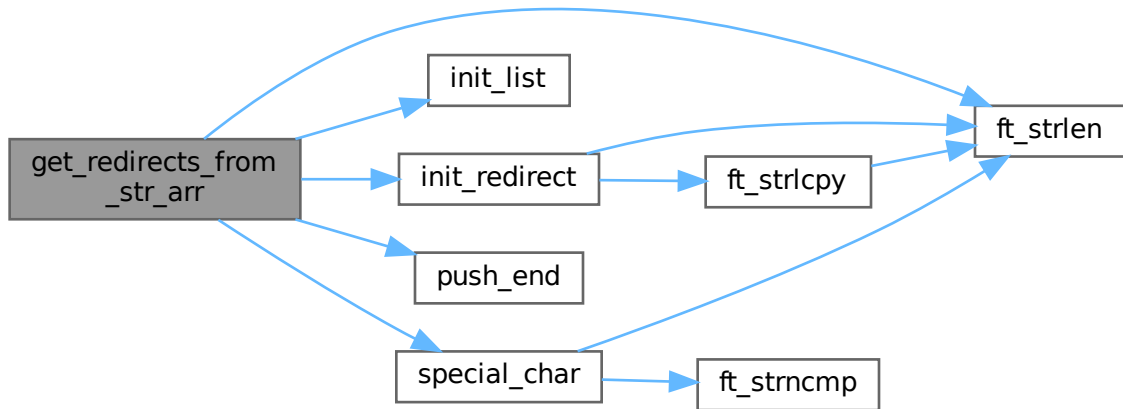 get_redirects_from
_str_arr
init_list
init_redirect
push_end
special_char
ft_strlcpy
ft_strncmp
ft_strlen